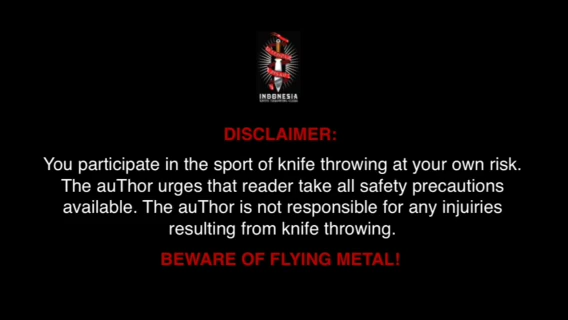 INDONESIA
DISCLAIMER:
You participate in the sport of knife throwing at your own risk.
The auThor urges that reader take all safety precautions
available. The auThor is not responsible for any injuiries
resulting from knife throwing.
BEWARE OF FLYING METAL!